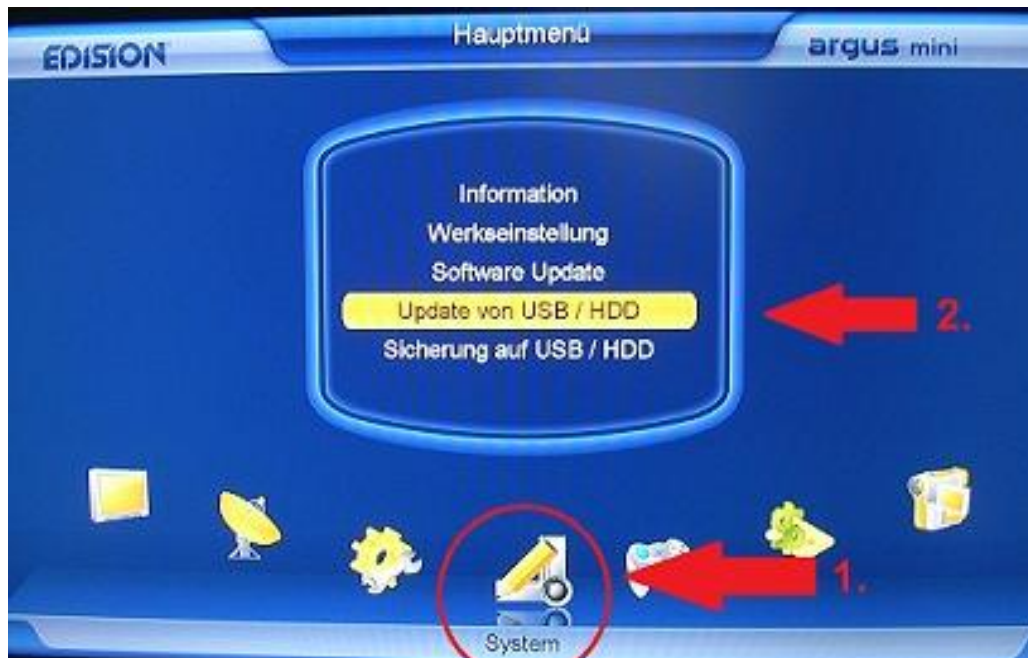 EDISION
Hauptmenü
argus mini
Information
Werkseinstellung
Software Update
Update von USB / HDD
2.
Sicherung auf USB / HDD
1.
System